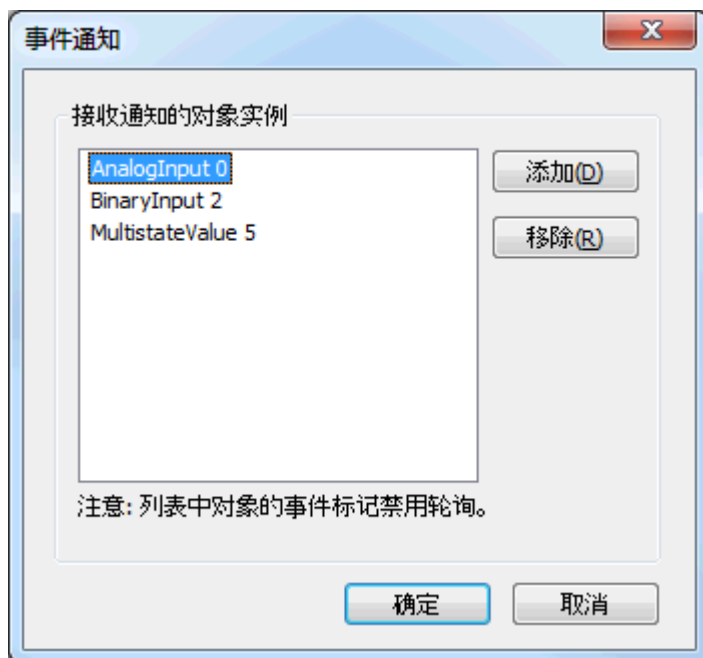 事件通知
接收通知的对象实例
AnalogInput 0
BinaryInput 2
MultistateValue 5
添加(D)
移除(R)
注意: 列表中对象的事件标记禁用轮询。
确定
取消